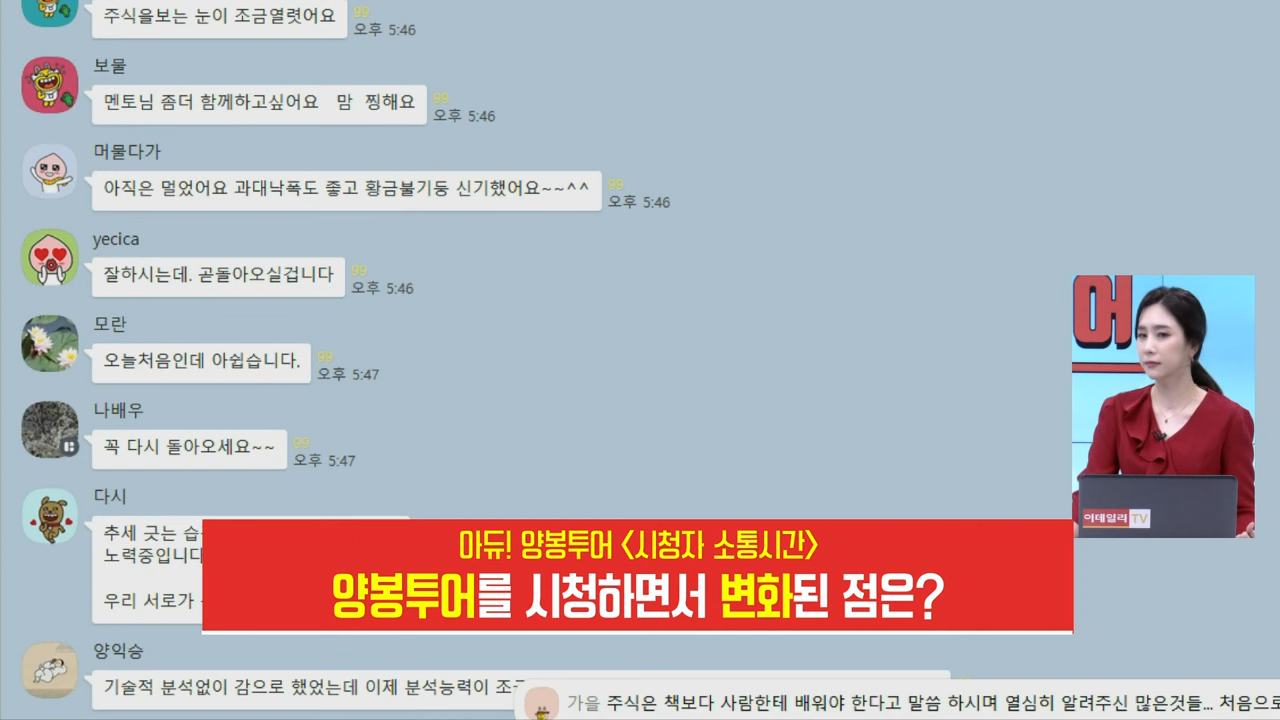 주식을보는 눈이 조금열렷어요
99
오후 5:46
보물
멘토님 좀더 함께하고싶어요 맘 찡해요
99
오후 5:46
머물다가
아직은 멀었어요 과대낙폭도 좋고 황금불기둥 신기했어요~~^^
99
오후 5:46
yecica
잘하시는데. 곧돌아오실겁니다
99
오후 5:46
모란
오늘처음인데 아쉽습니다.
99
오후 5:47
나배우
꼭 다시 돌아오세요~~
99
오후 5:47
다시
추세 긋는
노력중입니다
우리 서로가
어
이데일리 TV
아듀! 양봉투어 〈시청자 소통시간〉
양봉투어를 시청하면서 변화된 점은?
양익승
기술적 분석없이 감으로 했었는데 이제 분석능력이
가을 주식은 책보다 사람한테 배워야 한다고 말씀 하시며 열심히 알려주신 많은것들... 처음으로